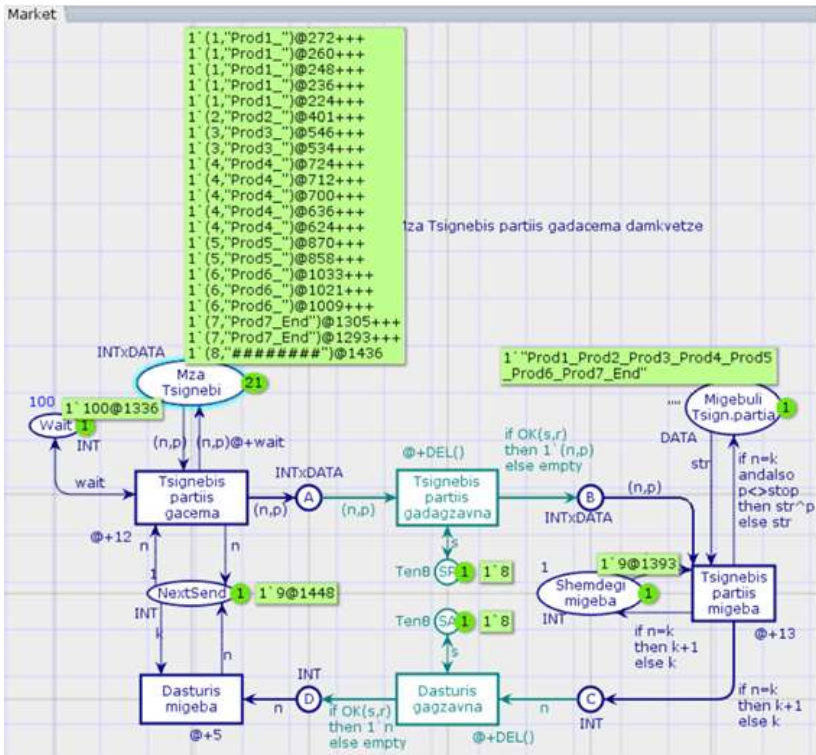 Market
1`(1,"Prod1_")@272+++
1`(1,"Prod1_")@260+++
1`(1,"Prod1_")@248+++
1`(1,"Prod1_")@236+++
1`(1,"Prod1_")@224+++
1`(2,"Prod2_")@401+++
1`(3,"Prod3_")@546+++
1`(3,"Prod3_")@534+++
1`(4,"Prod4_")@724+++
1`(4,"Prod4_")@712+++
1`(4,"Prod4_")@700+++
1`(4,"Prod4_")@636+++
1`(4,"Prod4_")@624+++
1`(5,"Prod5_")@870+++
1`(5,"Prod5_")@858+++
1`(6,"Prod6_")@1033+++
1`(6,"Prod6_")@1021+++
1`(6,"Prod6_")@1009+++
1`(7,"Prod7_End")@1305+++
1`(7,"Prod7_End")@1293+++
1`(8,"########")@1436
Mza Tsignebis partiis gadacema damkvetze
INTxDATA
Mza
Tsignebi
21
1`"Prod1_Prod2_Prod3_Prod4_Prod5
_Prod6_Prod7_End"
""
Migebuli
Tsign.partia
1
DATA
100
1`100@1336
Wait
1
INT
(n,p)
(n,p)@+wait
wait
Tsignebis
partiis
gacema
@+12
(n,p)
INTxDATA
A
(n,p)
@+DEL()
Tsignebis
partiis
gadagzavna
if OK(s,r)
then 1`(n,p)
else empty
B
INTxDATA
(n,p)
str
if n=k
andalso
p<>stop
then str^p
else str
n
n
1
NextSend
1
1`9@1448
INT
s
Ten8
SP
1
1`8
Ten8
SA
1
1`8
s
1
1`9@1393
Shemdegi
migeba
1
INT
Tsignebis
partiis
migeba
@+13
if n=k
then k+1
else k
k
n
Dasturis
migeba
@+5
n
INT
D
if OK(s,r)
then 1`n
else empty
Dasturis
gagzavna
@+DEL()
n
C
INT
if n=k
then k+1
else k